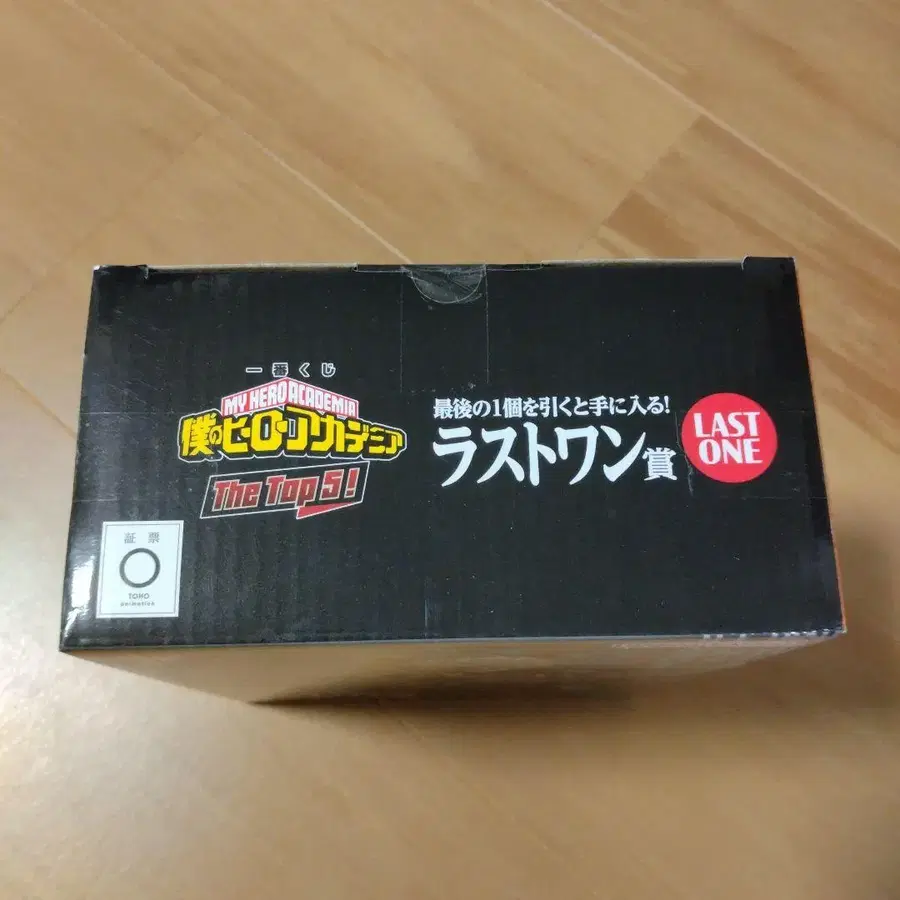 一番くじ
MY HERO ACADEMIA
僕のヒーローアカデミア
The Top 5!
最後の1個を引くと手に入る!
ラストワン賞
LAST
ONE
証票
TOHO
animation